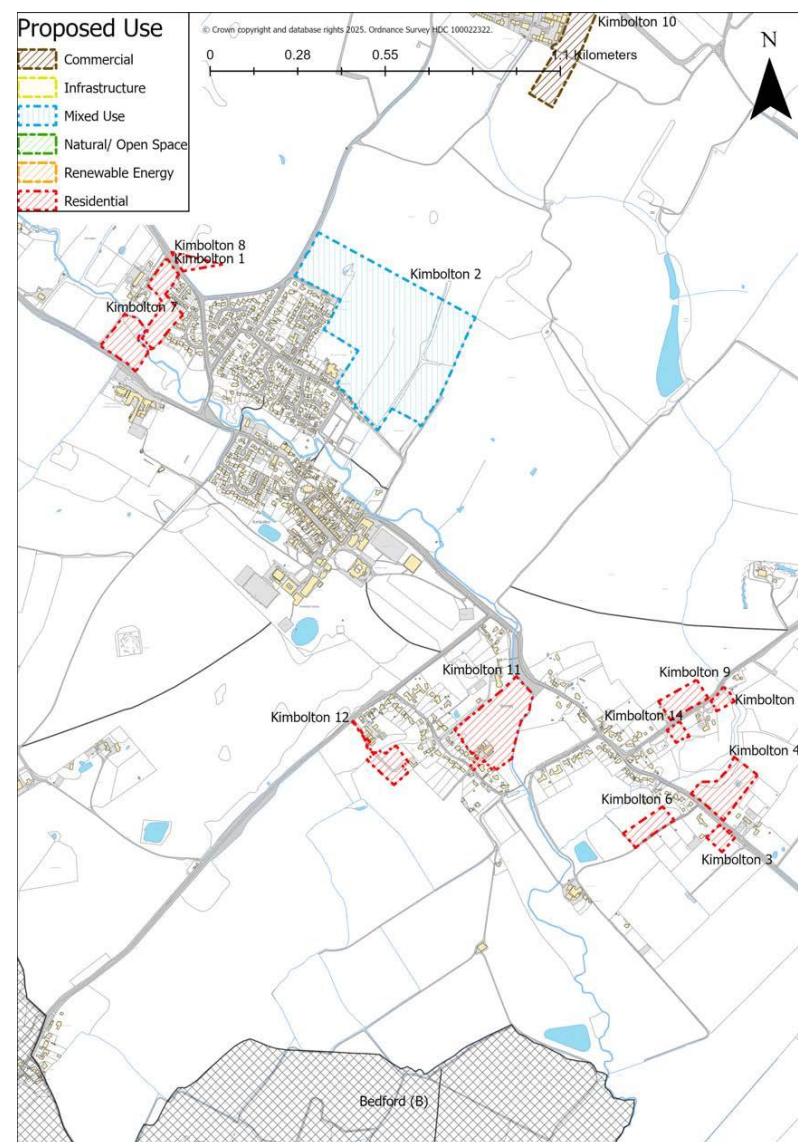 Proposed Use
Commercial
Infrastructure
Mixed Use
Natural/ Open Space
Renewable Energy
Residential
© Crown copyright and database rights 2025. Ordnance Survey HDC 100022322.
0 0.28 0.55 1.1 Kilometers
N
Kimbolton 10
Kimbolton 8
Kimbolton 1
Kimbolton 2
Kimbolton 7
Kimbolton 11
Kimbolton 9
Kimbolton
Kimbolton 12
Kimbolton 14
Kimbolton 4
Kimbolton 6
Kimbolton 3
Bedford (B)